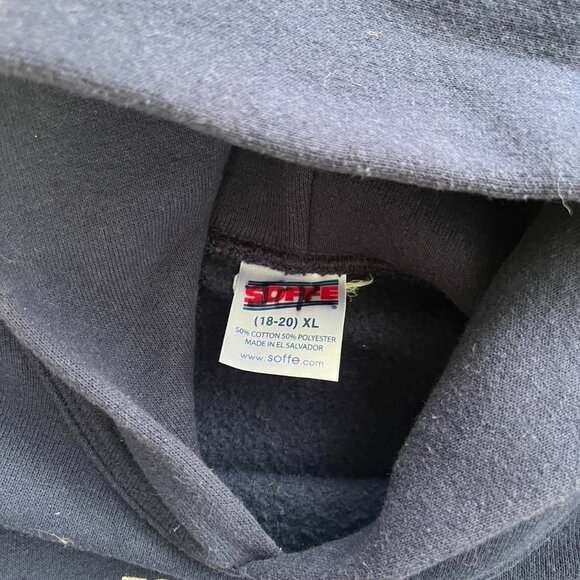 SOFFE
®
(18-20) XL
50% COTTON 50% POLYESTER
MADE IN EL SALVADOR
www.soffe.com